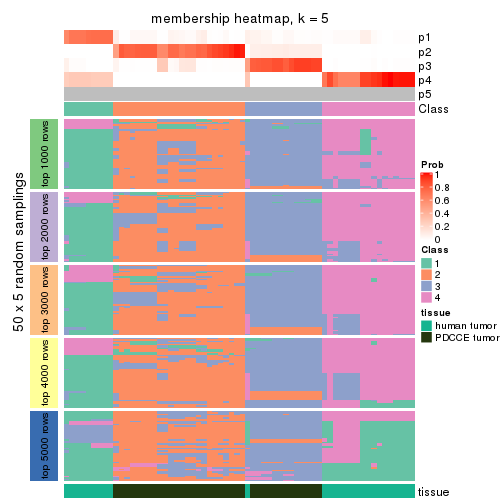 membership heatmap, k = 5
p1
p2
p3
p4
p5
Class
50 x 5 random samplings
top 1000 rows
top 2000 rows
top 3000 rows
top 4000 rows
top 5000 rows
tissue
Prob
1
0.8
0.6
0.4
0.2
0
Class
1
2
3
4
tissue
human tumor
PDCCE tumor